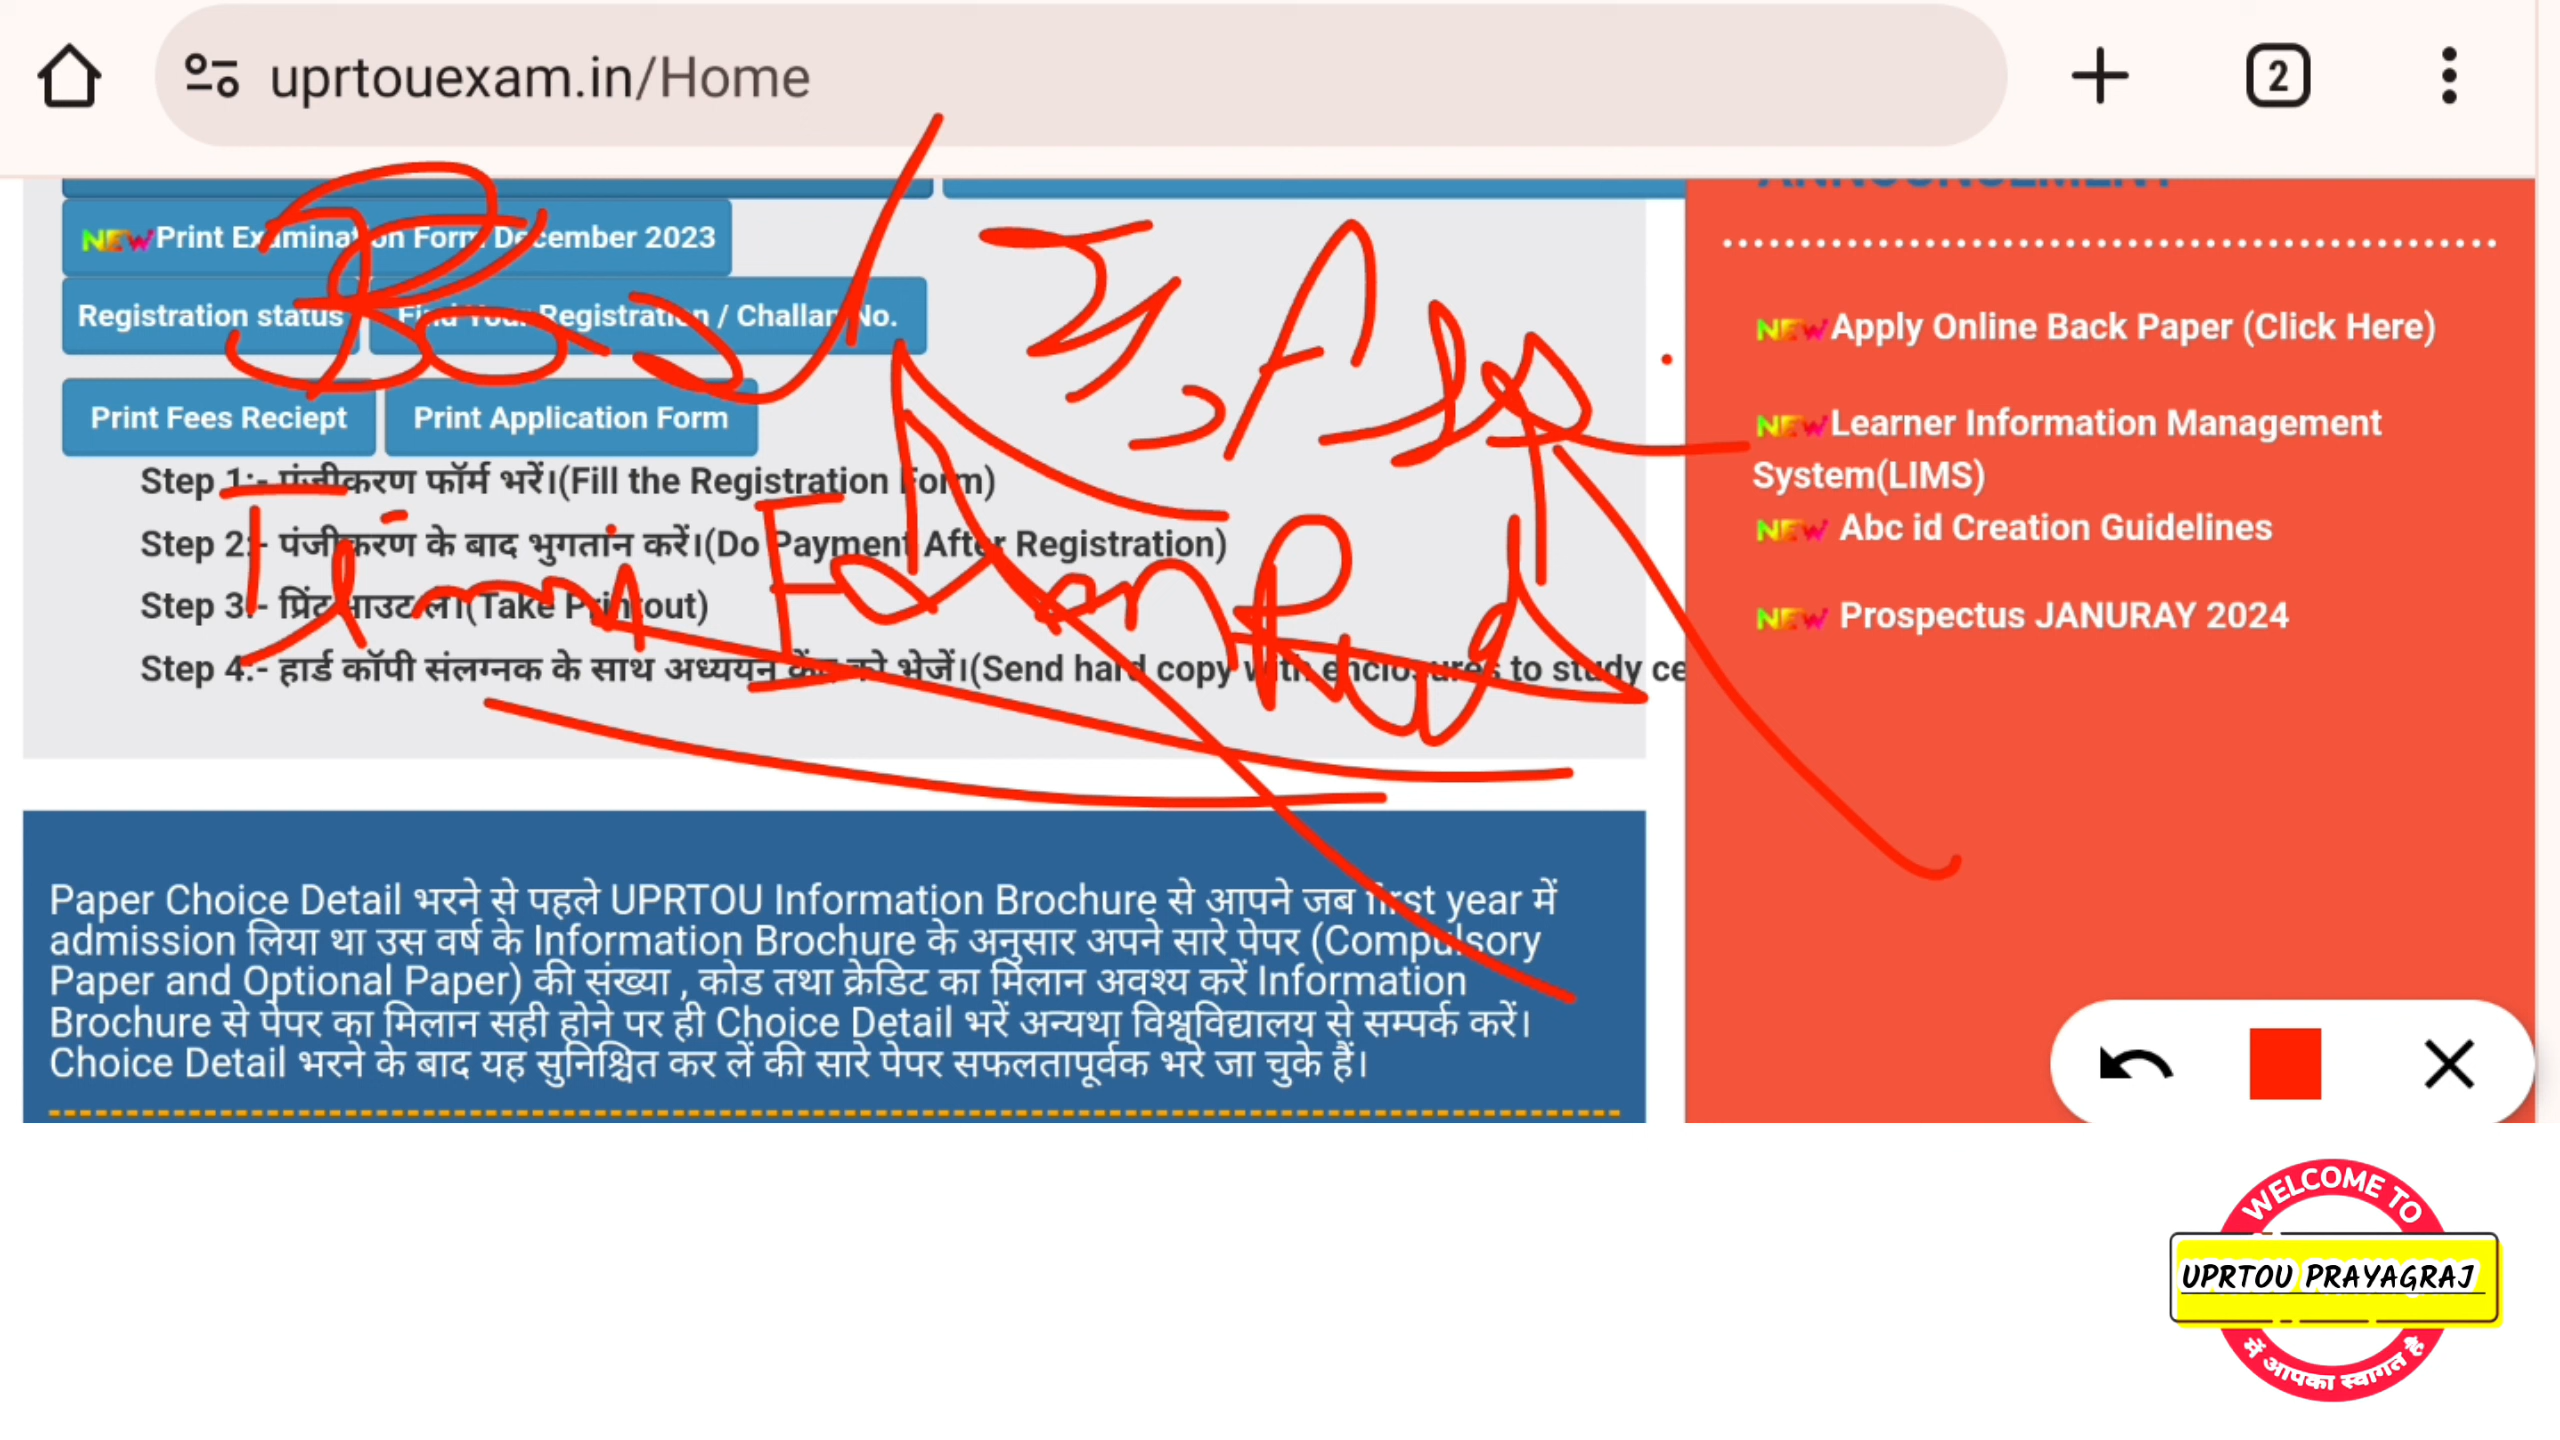 uprtouexam.in/Home
2
ANNOUNCEMENT
NEW Print Examination Form December 2023
Registration status
Find Your Registration / Challan No.
Print Fees Reciept
Print Application Form
Step 1:- पंजीकरण फॉर्म भरें।(Fill the Registration Form)
Step 2:- पंजीकरण के बाद भुगतान करें।(Do Payment After Registration)
Step 3:- प्रिंट आउट लें।(Take Printout)
Step 4:- हार्ड कॉपी संलग्नक के साथ अध्ययन केंद्र को भेजें।(Send hard copy with enclosures to study ce
NEW Apply Online Back Paper (Click Here)
NEW Learner Information Management
System(LIMS)
NEW Abc id Creation Guidelines
NEW Prospectus JANURAY 2024
Paper Choice Detail भरने से पहले UPRTOU Information Brochure से आपने जब first year में
admission लिया था उस वर्ष के Information Brochure के अनुसार अपने सारे पेपर (Compulsory
Paper and Optional Paper) की संख्या , कोड तथा क्रेडिट का मिलान अवश्य करें Information
Brochure से पेपर का मिलान सही होने पर ही Choice Detail भरें अन्यथा विश्वविद्यालय से सम्पर्क करें।
Choice Detail भरने के बाद यह सुनिश्चित कर लें की सारे पेपर सफलतापूर्वक भरे जा चुके हैं।
WELCOME TO
UPRTOU PRAYAGRAJ
में आपका स्वागत है